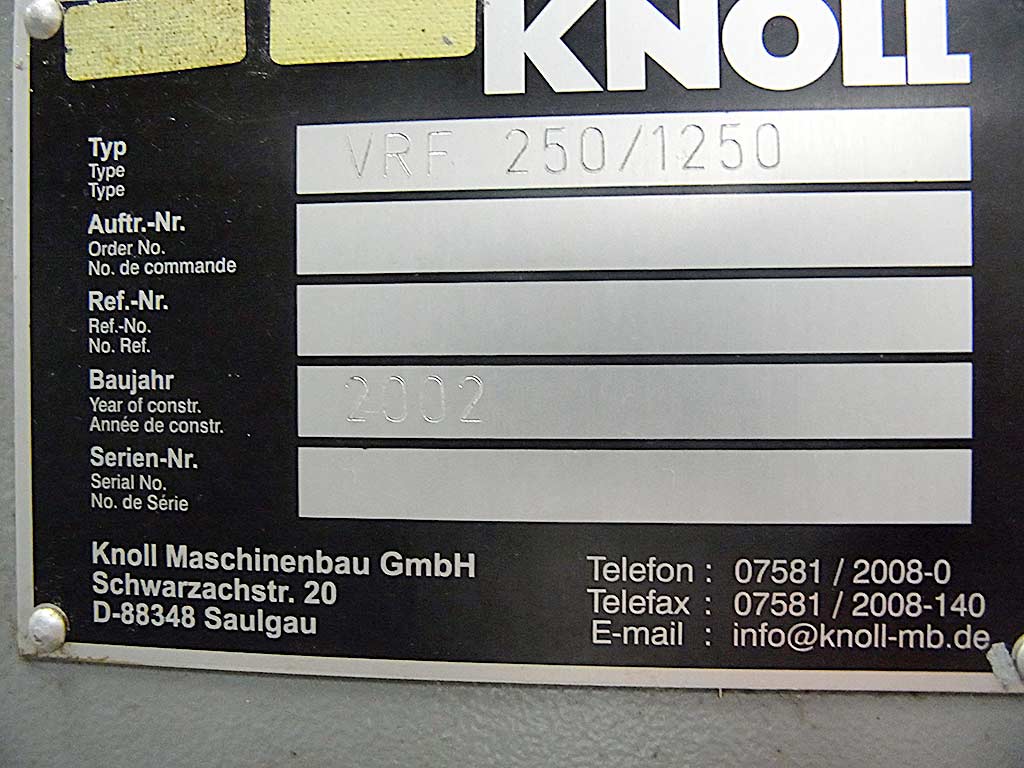 KNOLL
Typ VRF 250/1250
Type
Type
Auftr.-Nr.
Order No.
No. de commande
Ref.-Nr.
Ref.-No.
No. Ref.
Baujahr 2002
Year of constr.
Année de constr.
Serien-Nr.
Serial No.
No. de Série
Knoll Maschinenbau GmbH
Schwarzachstr. 20
D-88348 Saulgau
Telefon : 07581 / 2008-0
Telefax : 07581 / 2008-140
E-mail : info@knoll-mb.de